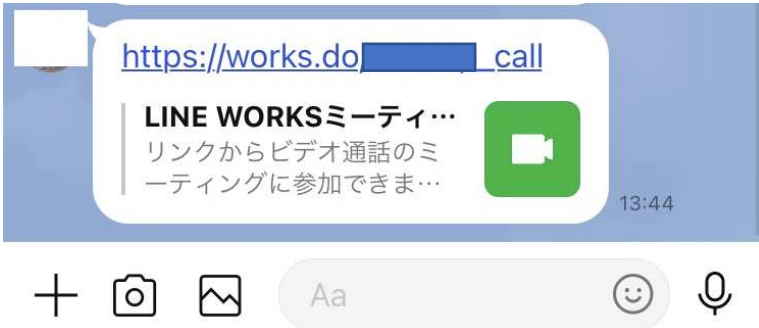 https://works.do/ _call
LINE WORKSミーティ…
リンクからビデオ通話のミ
ーティングに参加できま…
13:44
Aa